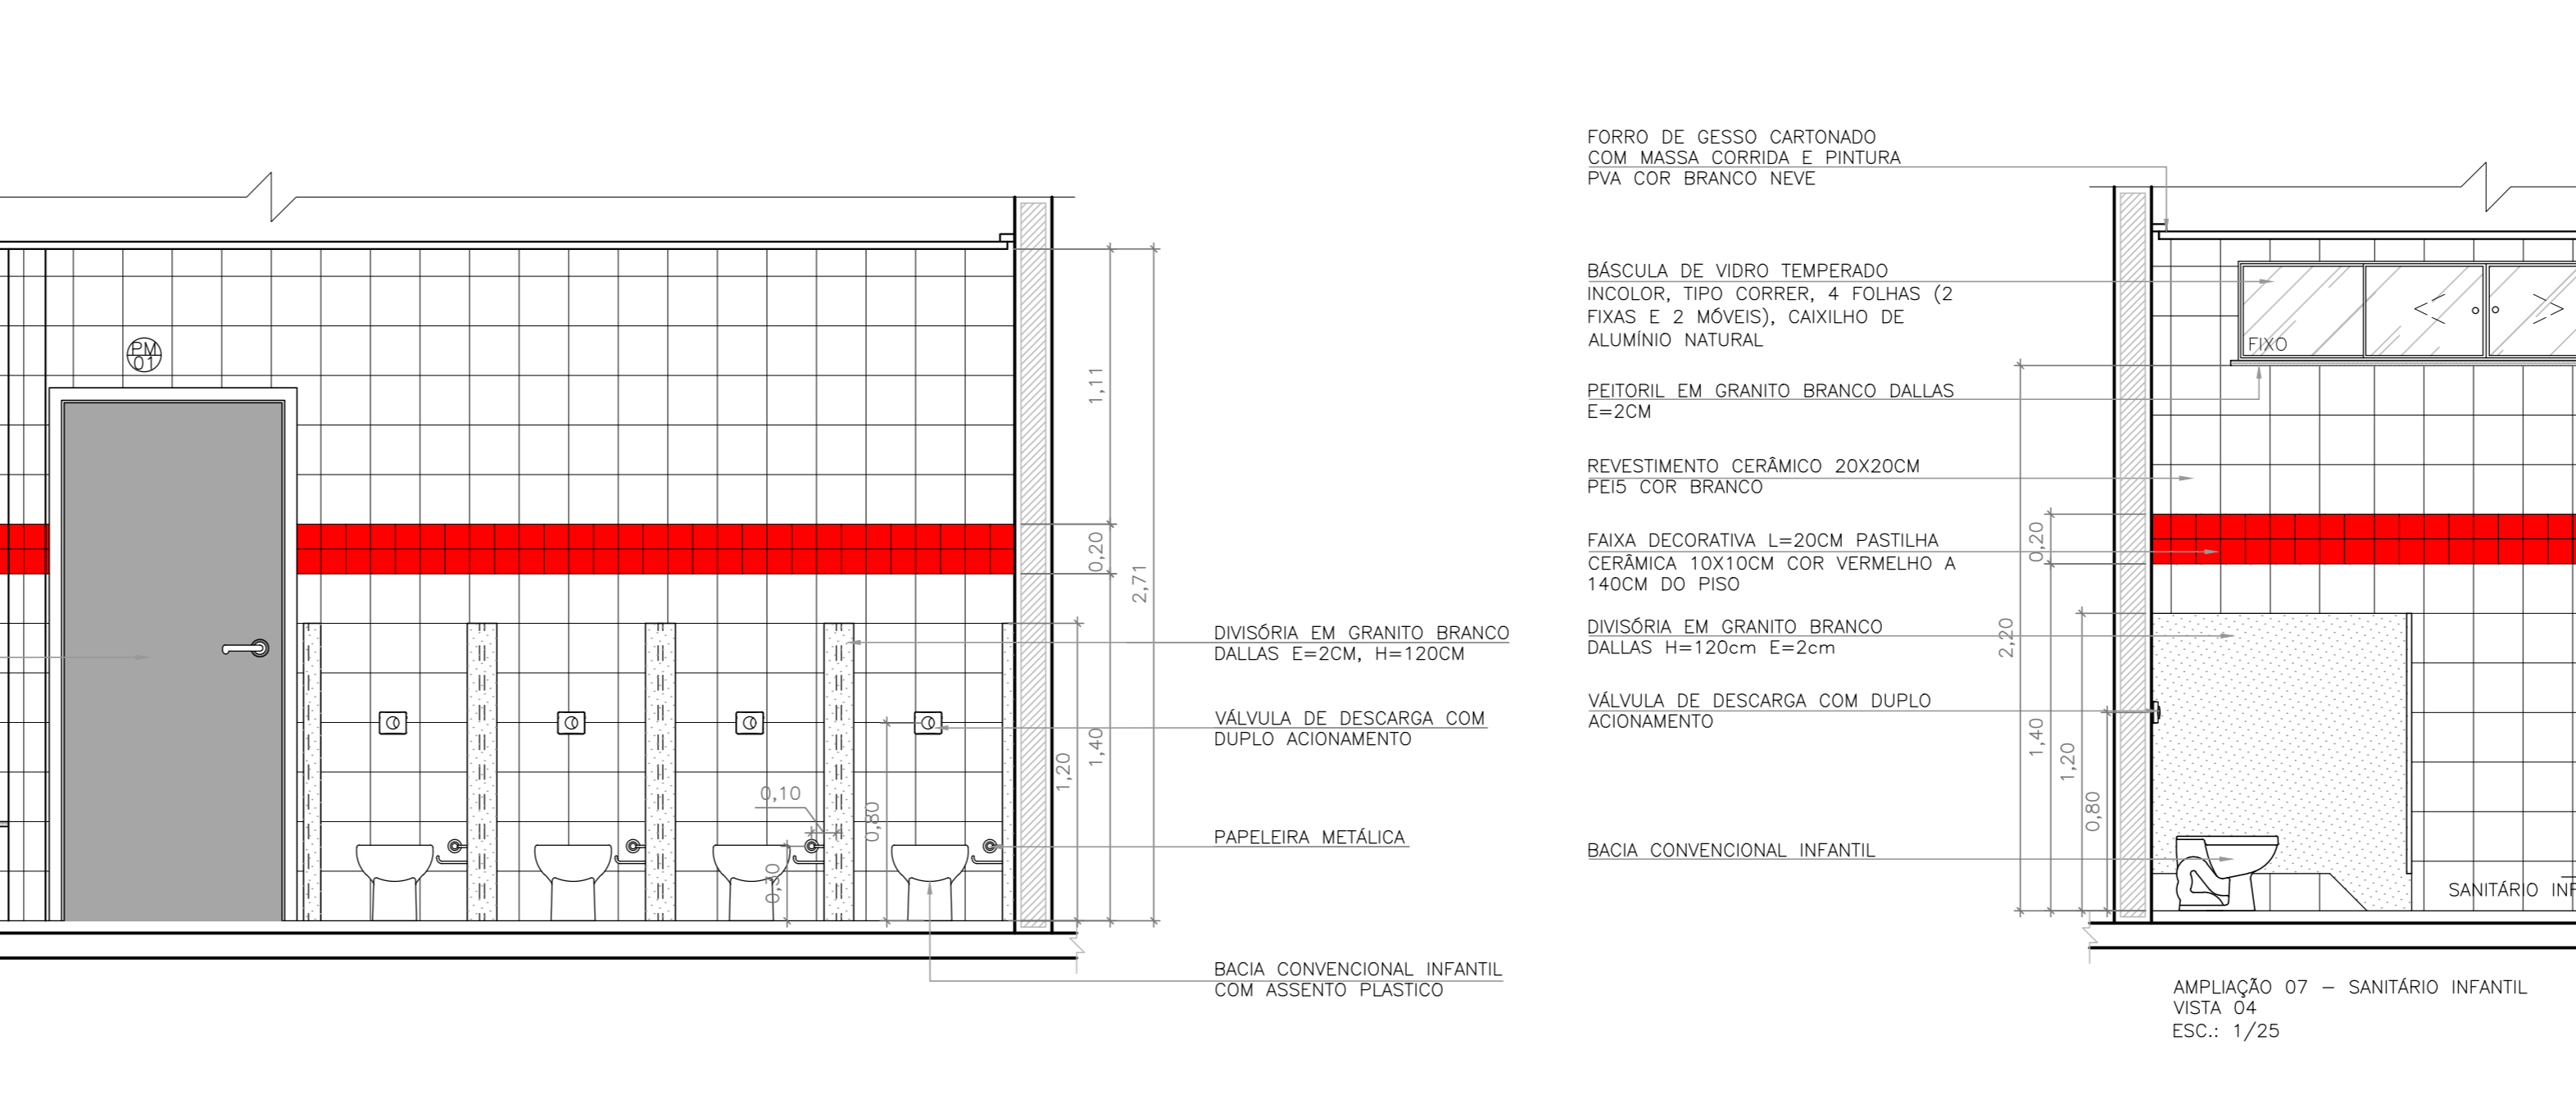 PM
01
1,11
0,20
2,71
1,40
1,20
0,10
0,80
0,30
DIVISÓRIA EM GRANITO BRANCO
DALLAS E=2CM, H=120CM
VÁLVULA DE DESCARGA COM
DUPLO ACIONAMENTO
PAPELEIRA METÁLICA
BACIA CONVENCIONAL INFANTIL
COM ASSENTO PLASTICO
FORRO DE GESSO CARTONADO
COM MASSA CORRIDA E PINTURA
PVA COR BRANCO NEVE
BÁSCULA DE VIDRO TEMPERADO
INCOLOR, TIPO CORRER, 4 FOLHAS (2
FIXAS E 2 MÓVEIS), CAIXILHO DE
ALUMÍNIO NATURAL
PEITORIL EM GRANITO BRANCO DALLAS
E=2CM
REVESTIMENTO CERÂMICO 20X20CM
PEI5 COR BRANCO
FAIXA DECORATIVA L=20CM PASTILHA
CERÂMICA 10X10CM COR VERMELHO A
140CM DO PISO
DIVISÓRIA EM GRANITO BRANCO
DALLAS H=120cm E=2cm
VÁLVULA DE DESCARGA COM DUPLO
ACIONAMENTO
BACIA CONVENCIONAL INFANTIL
FIXO
0,20
2,20
1,40
1,20
0,80
SANITÁRIO INF
AMPLIAÇÃO 07 – SANITÁRIO INFANTIL
VISTA 04
ESC.: 1/25